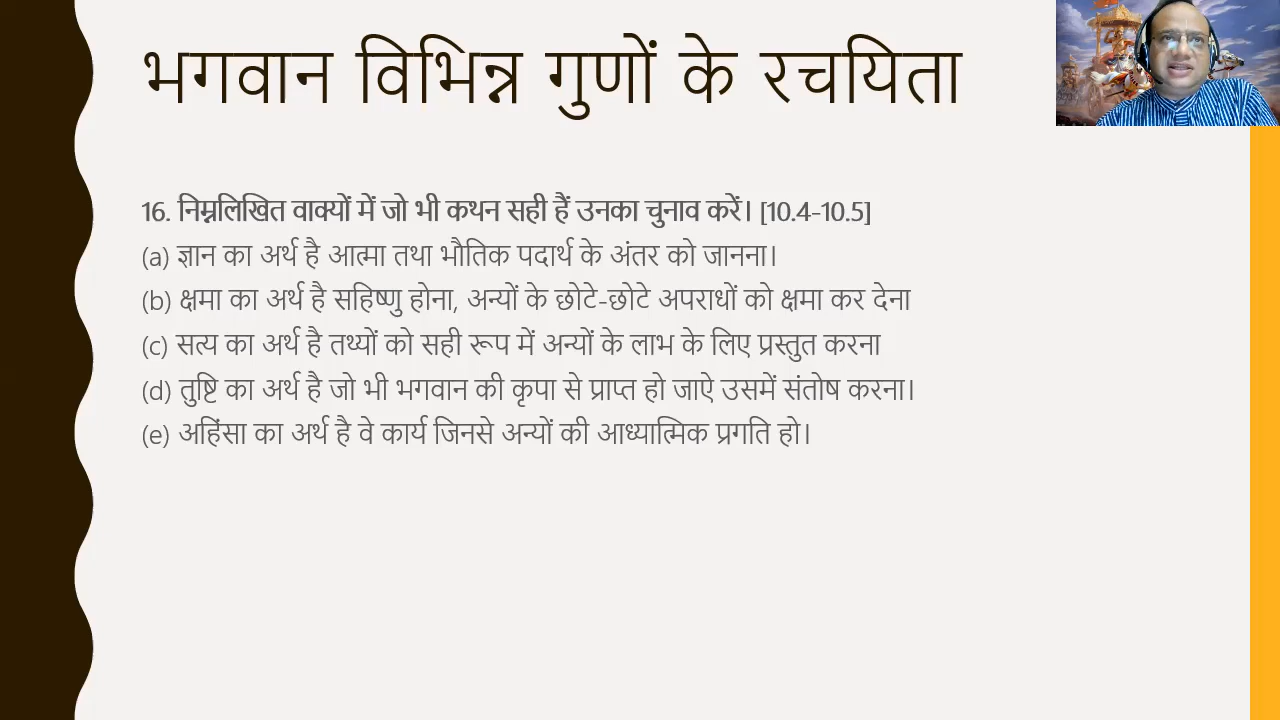 भगवान विभिन्न गुणों के रचयिता
16. निम्नलिखित वाक्यों में जो भी कथन सही हैं उनका चुनाव करें। [10.4-10.5]
(a) ज्ञान का अर्थ है आत्मा तथा भौतिक पदार्थ के अंतर को जानना।
(b) क्षमा का अर्थ है सहिष्णु होना, अन्यों के छोटे-छोटे अपराधों को क्षमा कर देना
(c) सत्य का अर्थ है तथ्यों को सही रूप में अन्यों के लाभ के लिए प्रस्तुत करना
(d) तुष्टि का अर्थ है जो भी भगवान की कृपा से प्राप्त हो जाऐ उसमें संतोष करना।
(e) अहिंसा का अर्थ है वे कार्य जिनसे अन्यों की आध्यात्मिक प्रगति हो।